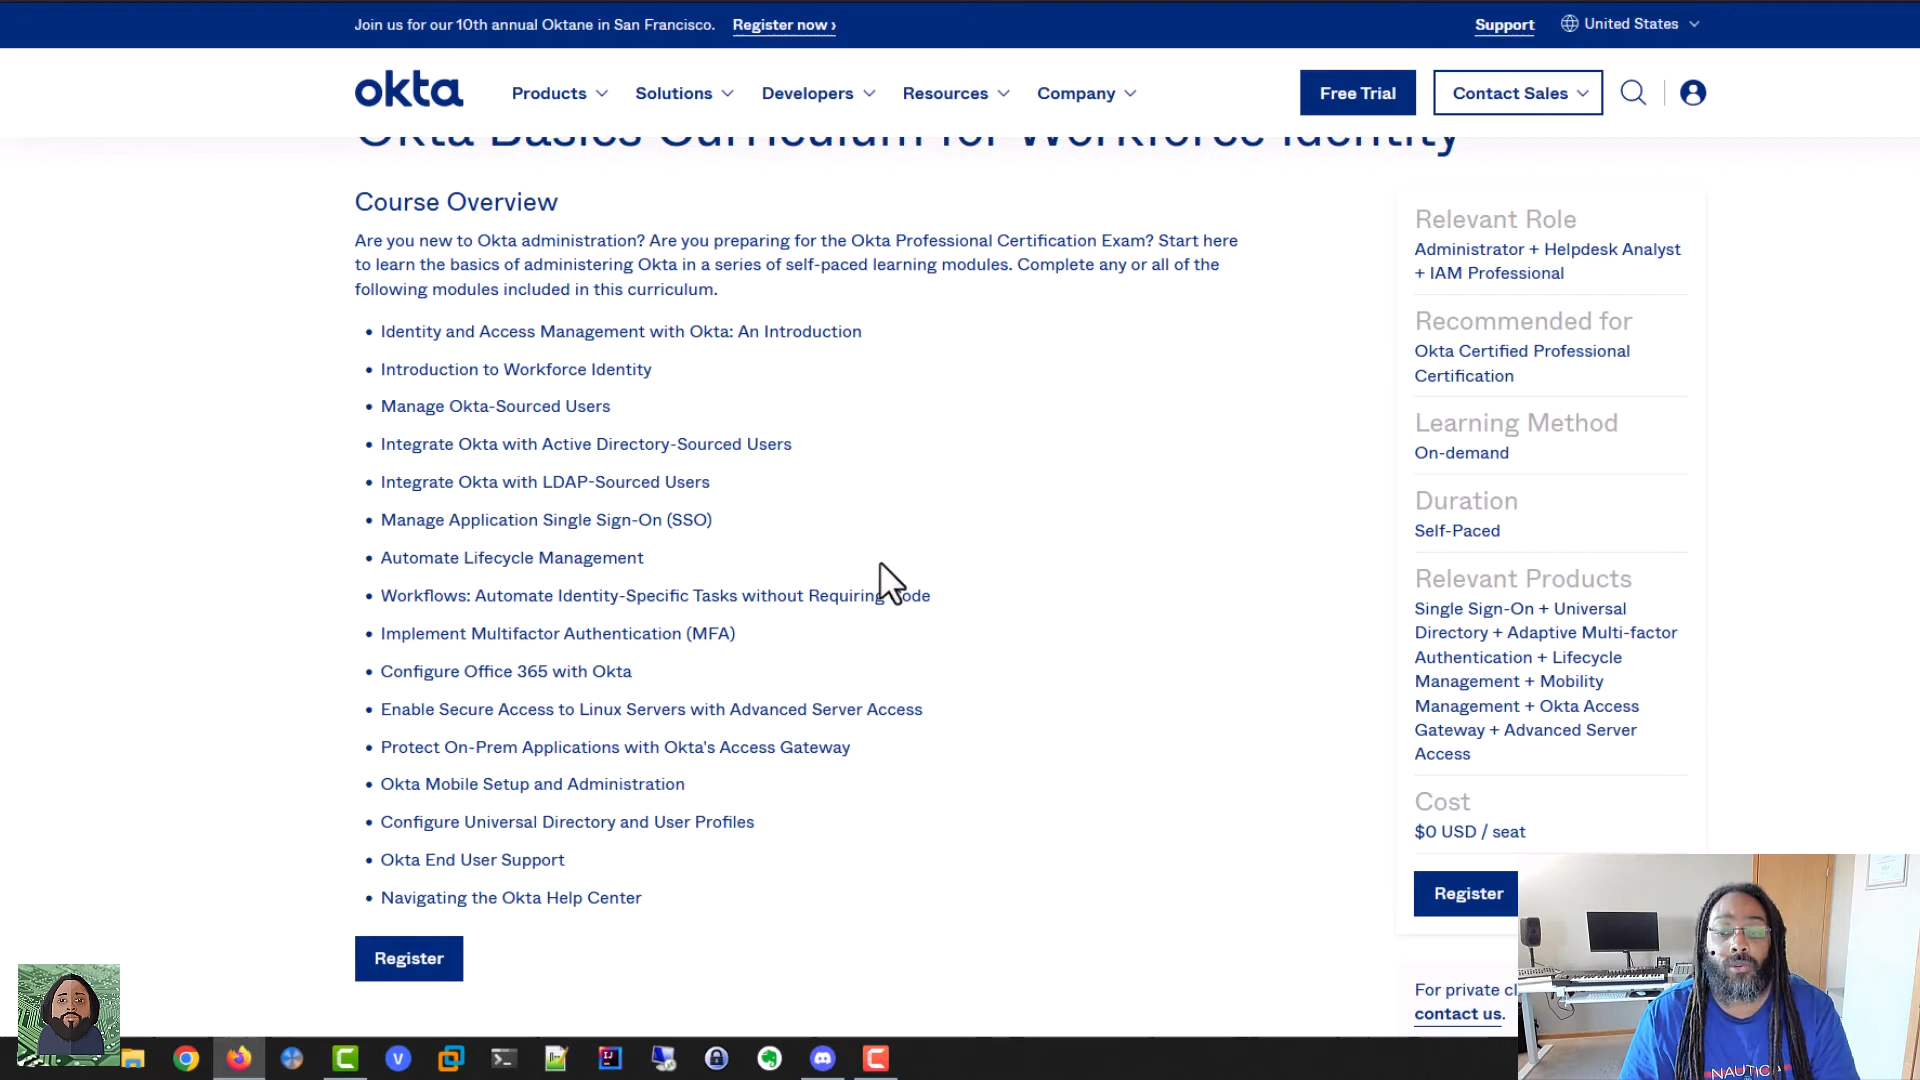 Join us for our 10th annual Oktane in San Francisco. Register now ›
Support
United States
okta
Products
Solutions
Developers
Resources
Company
Free Trial
Contact Sales
Okta Basics Curriculum for Workforce Identity
Course Overview
Are you new to Okta administration? Are you preparing for the Okta Professional Certification Exam? Start here
to learn the basics of administering Okta in a series of self-paced learning modules. Complete any or all of the
following modules included in this curriculum.
• Identity and Access Management with Okta: An Introduction
• Introduction to Workforce Identity
• Manage Okta-Sourced Users
• Integrate Okta with Active Directory-Sourced Users
• Integrate Okta with LDAP-Sourced Users
• Manage Application Single Sign-On (SSO)
• Automate Lifecycle Management
• Workflows: Automate Identity-Specific Tasks without Requiring Code
• Implement Multifactor Authentication (MFA)
• Configure Office 365 with Okta
• Enable Secure Access to Linux Servers with Advanced Server Access
• Protect On-Prem Applications with Okta's Access Gateway
• Okta Mobile Setup and Administration
• Configure Universal Directory and User Profiles
• Okta End User Support
• Navigating the Okta Help Center
Register
Relevant Role
Administrator + Helpdesk Analyst
+ IAM Professional
Recommended for
Okta Certified Professional
Certification
Learning Method
On-demand
Duration
Self-Paced
Relevant Products
Single Sign-On + Universal
Directory + Adaptive Multi-factor
Authentication + Lifecycle
Management + Mobility
Management + Okta Access
Gateway + Advanced Server
Access
Cost
$0 USD / seat
Register
For private cl
contact us.
NAUTICA